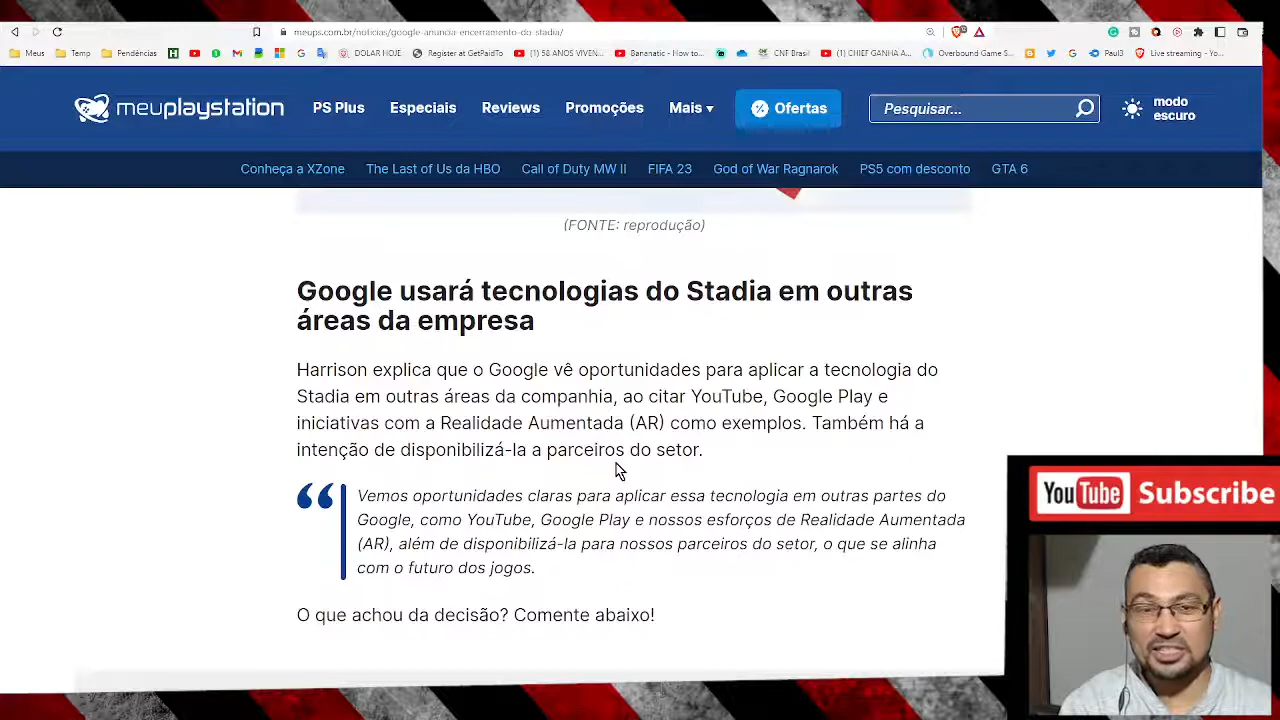 meups.com.br/noticias/google-anuncia-encerramento-do-stadia/
Meus Temp Pendências DOLAR HOJE Register at GetPaidTo (1) 58 ANOS VIVEN... Bananatic - How to... CNF Brasil (1) CHIEF GANHA A... Overbound Game S... Paul3 Live streaming - Yo...
meuplaystation PS Plus Especiais Reviews Promoções Mais Ofertas Pesquisar... modo
escuro
Conheça a XZone The Last of Us da HBO Call of Duty MW II FIFA 23 God of War Ragnarok PS5 com desconto GTA 6
(FONTE: reprodução)
Google usará tecnologias do Stadia em outras
áreas da empresa
Harrison explica que o Google vê oportunidades para aplicar a tecnologia do
Stadia em outras áreas da companhia, ao citar YouTube, Google Play e
iniciativas com a Realidade Aumentada (AR) como exemplos. Também há a
intenção de disponibilizá-la a parceiros do setor.
Vemos oportunidades claras para aplicar essa tecnologia em outras partes do
Google, como YouTube, Google Play e nossos esforços de Realidade Aumentada
(AR), além de disponibilizá-la para nossos parceiros do setor, o que se alinha
com o futuro dos jogos.
O que achou da decisão? Comente abaixo!
YouTube Subscribe